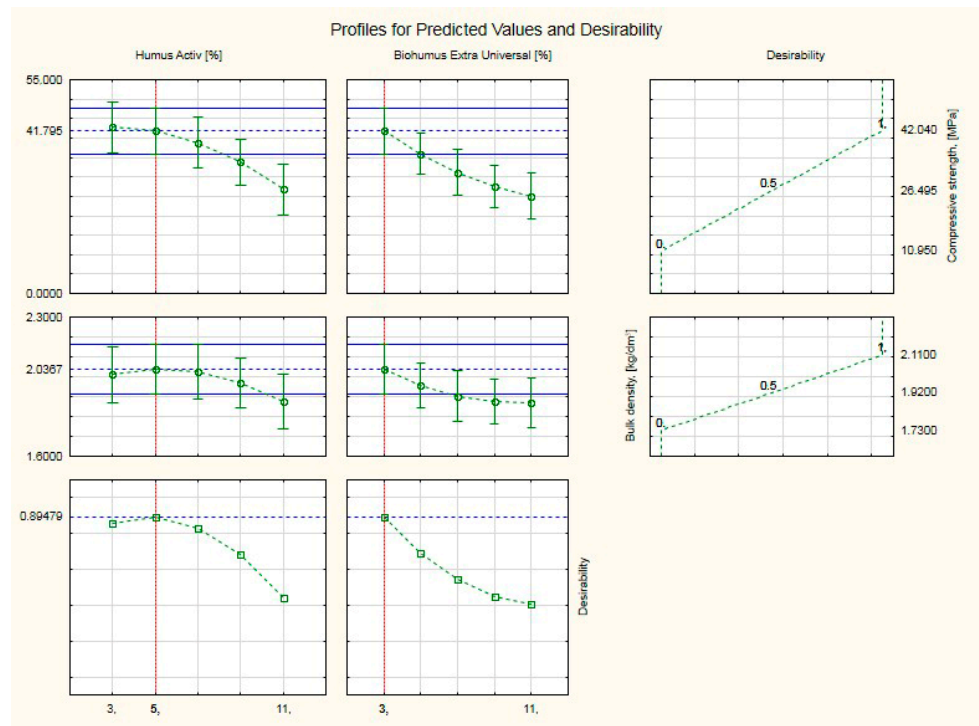 Profiles for Predicted Values and Desirability
Humus Activ [%]
Biohumus Extra Universal [%]
Desirability
55.000
41.795
0.0000
0.
0.5
1.
42.040
26.495
10.950
Compressive strength, [MPa]
2.3000
2.0367
1.6000
Bulk density, [kg/dm³]
0.
0.5
1.
2.1100
1.9200
1.7300
0.89479
Desirability
3, 5, 11,
3, 11,